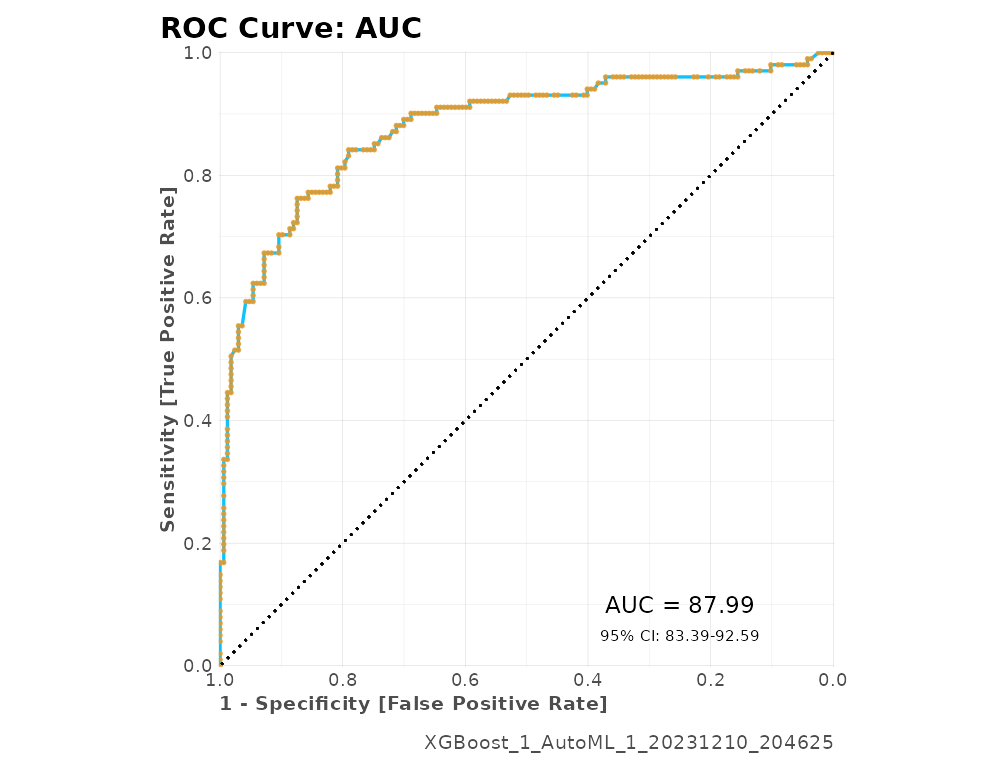 ROC Curve: AUC
Sensitivity [True Positive Rate]
1.0
0.8
0.6
0.4
0.2
0.0
AUC = 87.99
95% CI: 83.39-92.59
1.0 0.8 0.6 0.4 0.2 0.0
1 - Specificity [False Positive Rate]
XGBoost_1_AutoML_1_20231210_204625